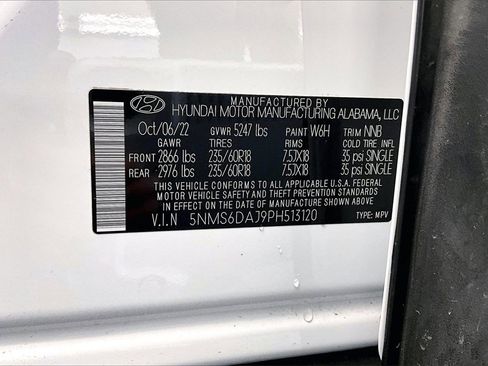 MANUFACTURED BY
HYUNDAI MOTOR MANUFACTURING ALABAMA, LLC
Oct/06/22 GVWR 5247 lbs PAINT W6H TRIM NNB
GAWR TIRES RIMS COLD TIRE INFL
FRONT 2866 lbs 235/60R18 7.5JX18 35 psi SINGLE
REAR 2976 lbs 235/60R18 7.5JX18 35 psi SINGLE
THIS VEHICLE CONFORMS TO ALL APPLICABLE U.S.A. FEDERAL
MOTOR VEHICLE SAFETY AND THEFT PREVENTION STANDARDS
IN EFFECT ON THE DATE OF MANUFACTURE SHOWN ABOVE.
V.I.N 5NMS6DAJ9PH513120 TYPE: MPV